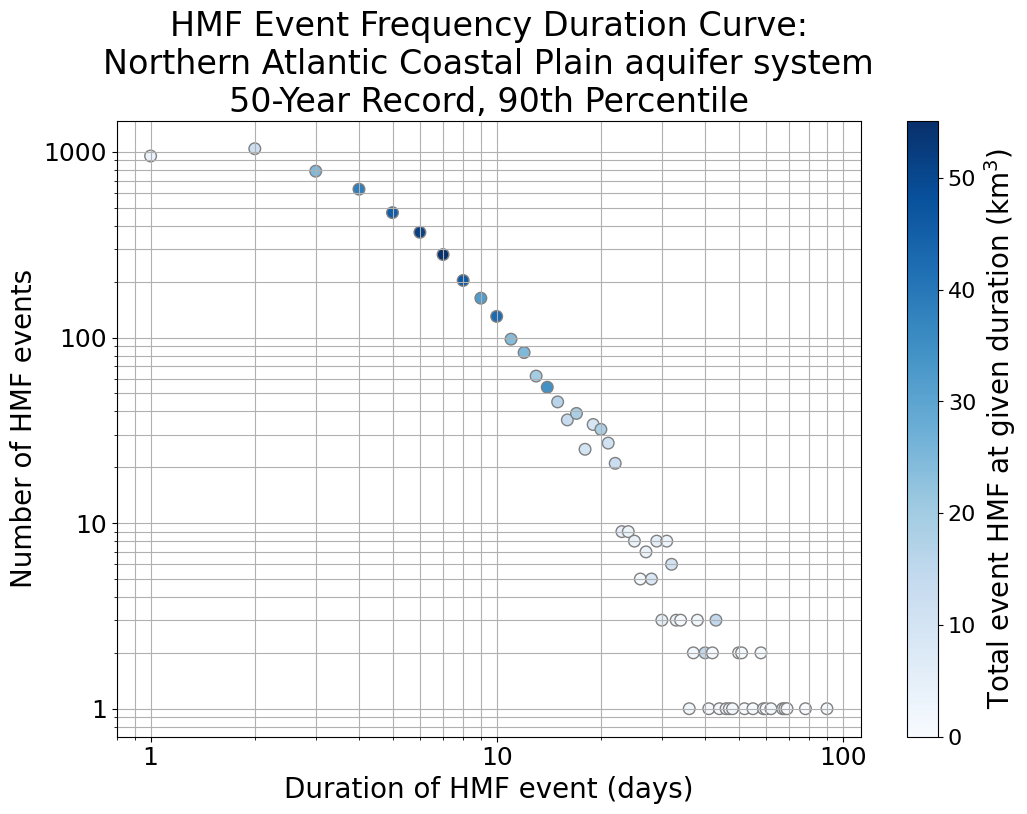 HMF Event Frequency Duration Curve:
Northern Atlantic Coastal Plain aquifer system
50-Year Record, 90th Percentile
1000
100
10
1
Number of HMF events
1
10
100
Duration of HMF event (days)
50
40
30
20
10
0
Total event HMF at given duration (km³)